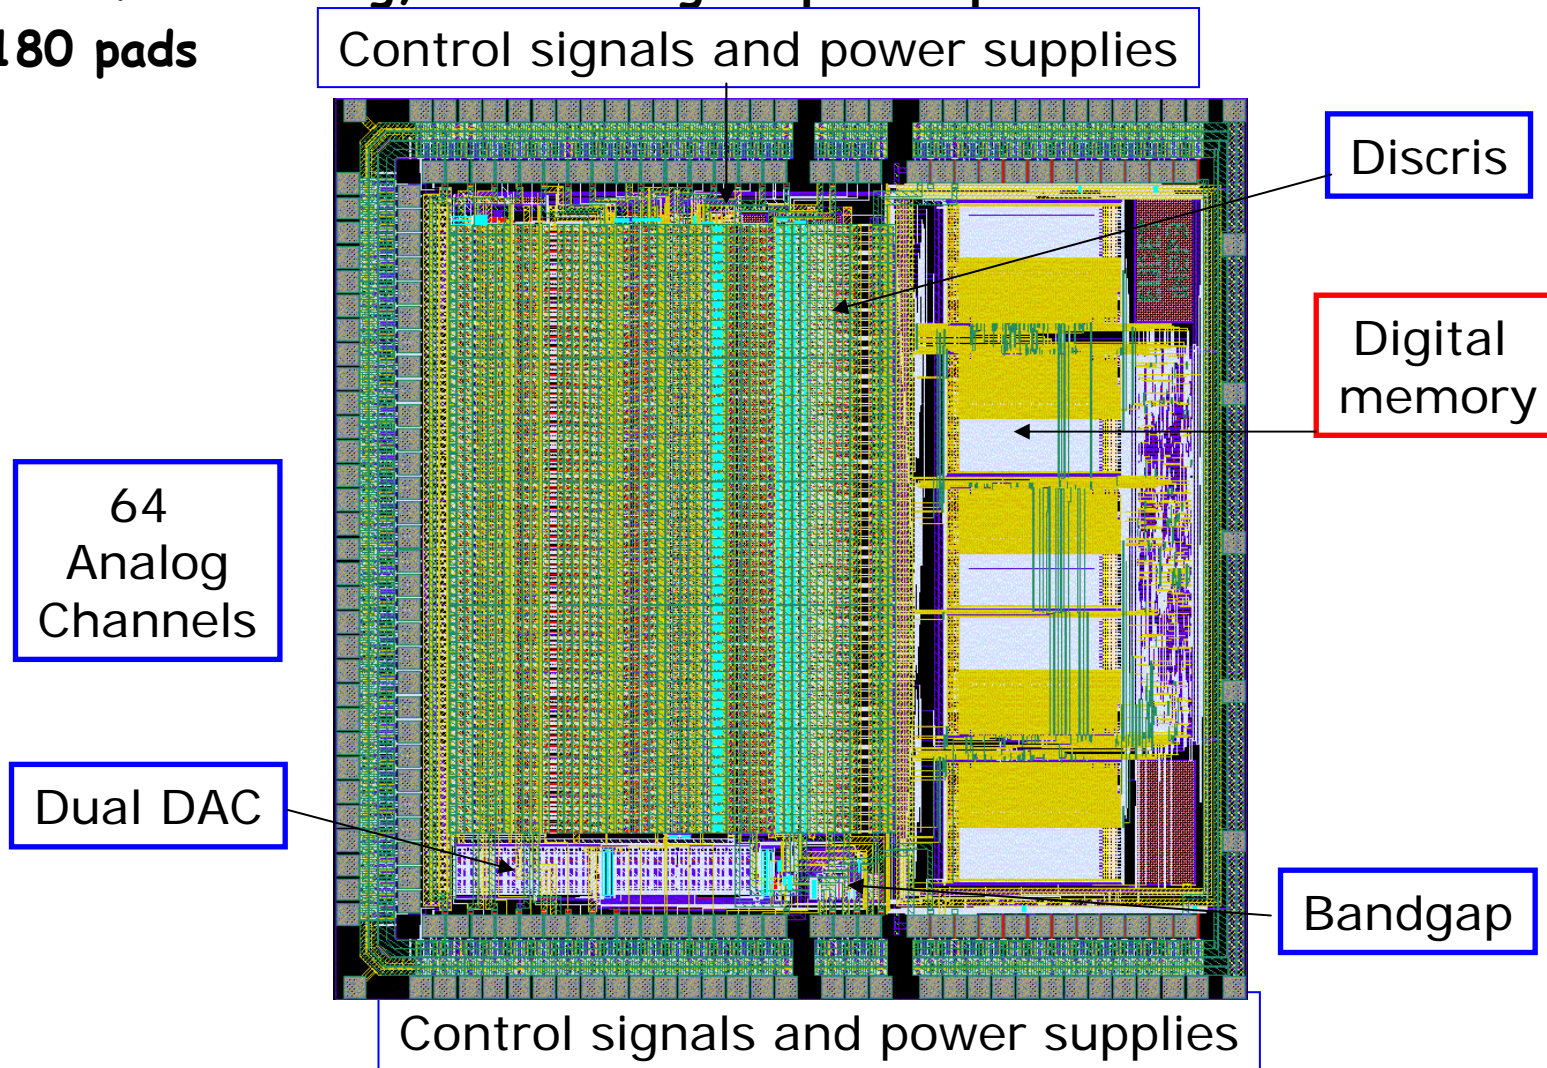 180 pads
Control signals and power supplies
Discris
Digital
memory
64
Analog
Channels
Dual DAC
Bandgap
Control signals and power supplies